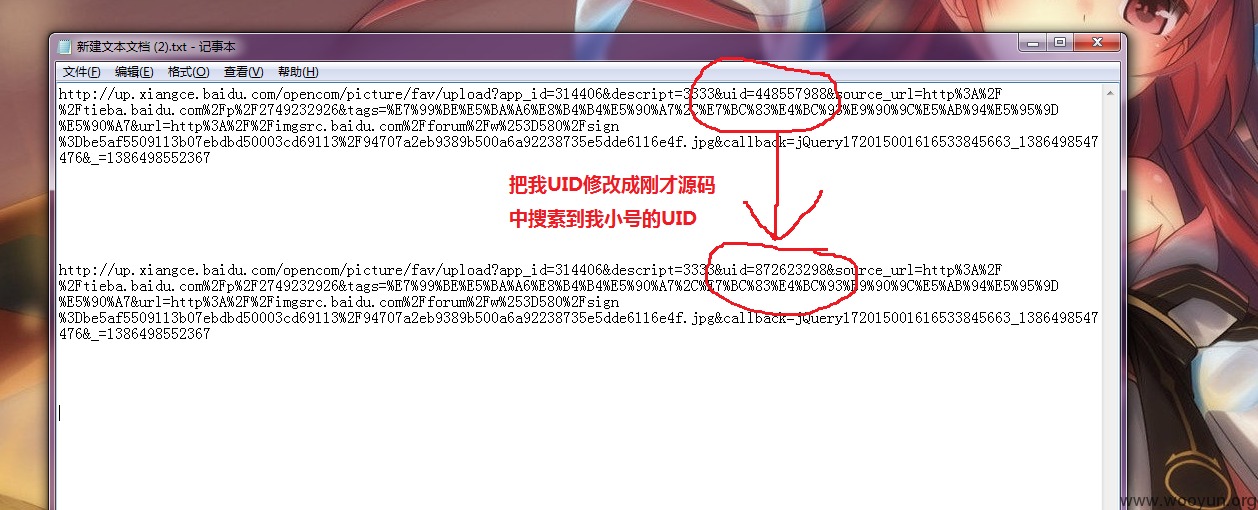 新建文本文档 (2).txt - 记事本
文件(F) 编辑(E) 格式(O) 查看(V) 帮助(H)
http://up.xiangce.baidu.com/opencom/picture/fav/upload?app_id=314406&descript=3333&uid=448557988&source_url=http%3A%2F
%2Ftieba.baidu.com%2Fp%2F2749232926&tags=%E7%99%BE%E5%BA%A6%E8%B4%B4%E5%90%A7%2C%E7%BC%83%E4%BC%93%E9%90%9C%E5%AB%94%E5%95%9D
%E5%90%A7&url=http%3A%2F%2Fimgsrc.baidu.com%2Fforum%2Fw%253D580%2Fsign
%3Dbe5af5509113b07ebdbd50003cd69113%2F94707a2eb9389b500a6a92238735e5dde6116e4f.jpg&callback=jQuery172015001616533845663_1386498547
476&_=1386498552367
把我UID修改成刚才源码
中搜素到我小号的UID
http://up.xiangce.baidu.com/opencom/picture/fav/upload?app_id=314406&descript=3333&uid=872623298&source_url=http%3A%2F
%2Ftieba.baidu.com%2Fp%2F2749232926&tags=%E7%99%BE%E5%BA%A6%E8%B4%B4%E5%90%A7%2C%E7%BC%83%E4%BC%93%E9%90%9C%E5%AB%94%E5%95%9D
%E5%90%A7&url=http%3A%2F%2Fimgsrc.baidu.com%2Fforum%2Fw%253D580%2Fsign
%3Dbe5af5509113b07ebdbd50003cd69113%2F94707a2eb9389b500a6a92238735e5dde6116e4f.jpg&callback=jQuery172015001616533845663_1386498547
476&_=1386498552367
www.wooyun.org